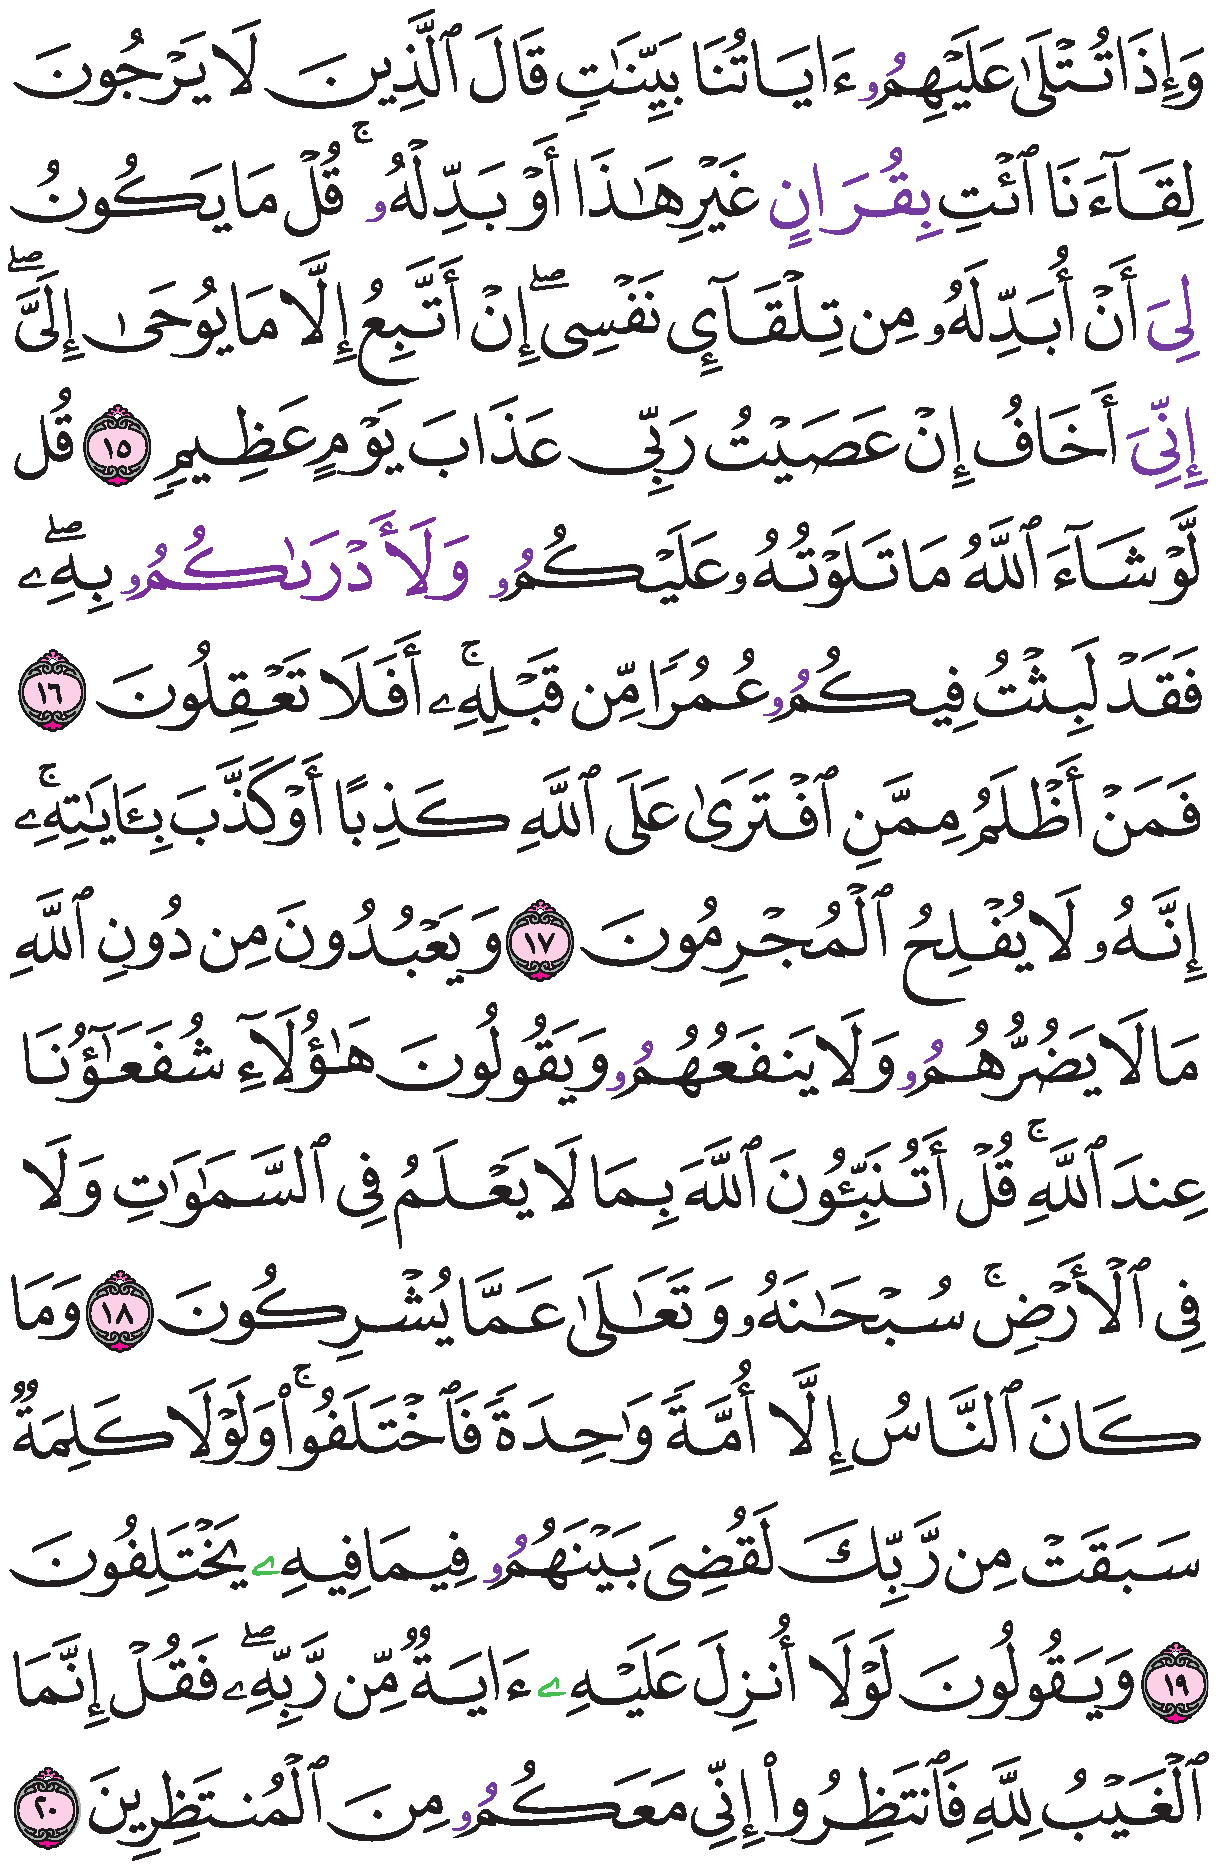 وَإِذَا تُتۡلَىٰ عَلَيۡهِمُۥ ءَايَاتُنَا بَيِّنَٰتٖ قَالَ ٱلَّذِينَ لَا يَرۡجُونَ
لِقَآءَنَا ٱئۡتِ بِقُرَانٍ غَيۡرِ هَٰذَا أَوۡ بَدِّلۡهُۥۚ قُلۡ مَا يَكُونُ
لِيَ أَنۡ أُبَدِّلَهُۥ مِن تِلۡقَآيِٕ نَفۡسِيٓۖ إِنۡ أَتَّبِعُ إِلَّا مَا يُوحَىٰ إِلَيَّۖ
إِنِّيَ أَخَافُ إِنۡ عَصَيۡتُ رَبِّي عَذَابَ يَوۡمٍ عَظِيمٖ ١٥ قُل
لَّوۡ شَآءَ ٱللَّهُ مَا تَلَوۡتُهُۥ عَلَيۡكُمُۥ وَلَأَدۡرَىٰكُمُۥ بِهِۦۖ
فَقَدۡ لَبِثۡتُ فِيكُمُۥ عُمُرٗا مِّن قَبۡلِهِۦٓۚ أَفَلَا تَعۡقِلُونَ ١٦
فَمَنۡ أَظۡلَمُ مِمَّنِ ٱفۡتَرَىٰ عَلَى ٱللَّهِ كَذِبًا أَوۡ كَذَّبَ بِـَٔايَٰتِهِۦٓۚ
إِنَّهُۥ لَا يُفۡلِحُ ٱلۡمُجۡرِمُونَ ١٧ وَيَعۡبُدُونَ مِن دُونِ ٱللَّهِ
مَا لَا يَضُرُّهُمُۥ وَلَا يَنفَعُهُمُۥ وَيَقُولُونَ هَٰٓؤُلَآءِ شُفَعَٰٓؤُنَا
عِندَ ٱللَّهِۚ قُلۡ أَتُنَبِّـُٔونَ ٱللَّهَ بِمَا لَا يَعۡلَمُ فِي ٱلسَّمَٰوَٰتِ وَلَا
فِي ٱلۡأَرۡضِۚ سُبۡحَٰنَهُۥ وَتَعَٰلَىٰ عَمَّا يُشۡرِكُونَ ١٨ وَمَا
كَانَ ٱلنَّاسُ إِلَّا أُمَّةٗ وَٰحِدَةٗ فَٱخۡتَلَفُواْۚ وَلَوۡلَا كَلِمَةٞ
سَبَقَتۡ مِن رَّبِّكَ لَقُضِيَ بَيۡنَهُمُۥ فِيمَا فِيهِۦ يَخۡتَلِفُونَ
١٩ وَيَقُولُونَ لَوۡلَا أُنزِلَ عَلَيۡهِۦ ءَايَةٞ مِّن رَّبِّهِۦۖ فَقُلۡ إِنَّمَا
ٱلۡغَيۡبُ لِلَّهِ فَٱنتَظِرُواْ إِنِّي مَعَكُمُۥ مِنَ ٱلۡمُنتَظِرِينَ ٢٠